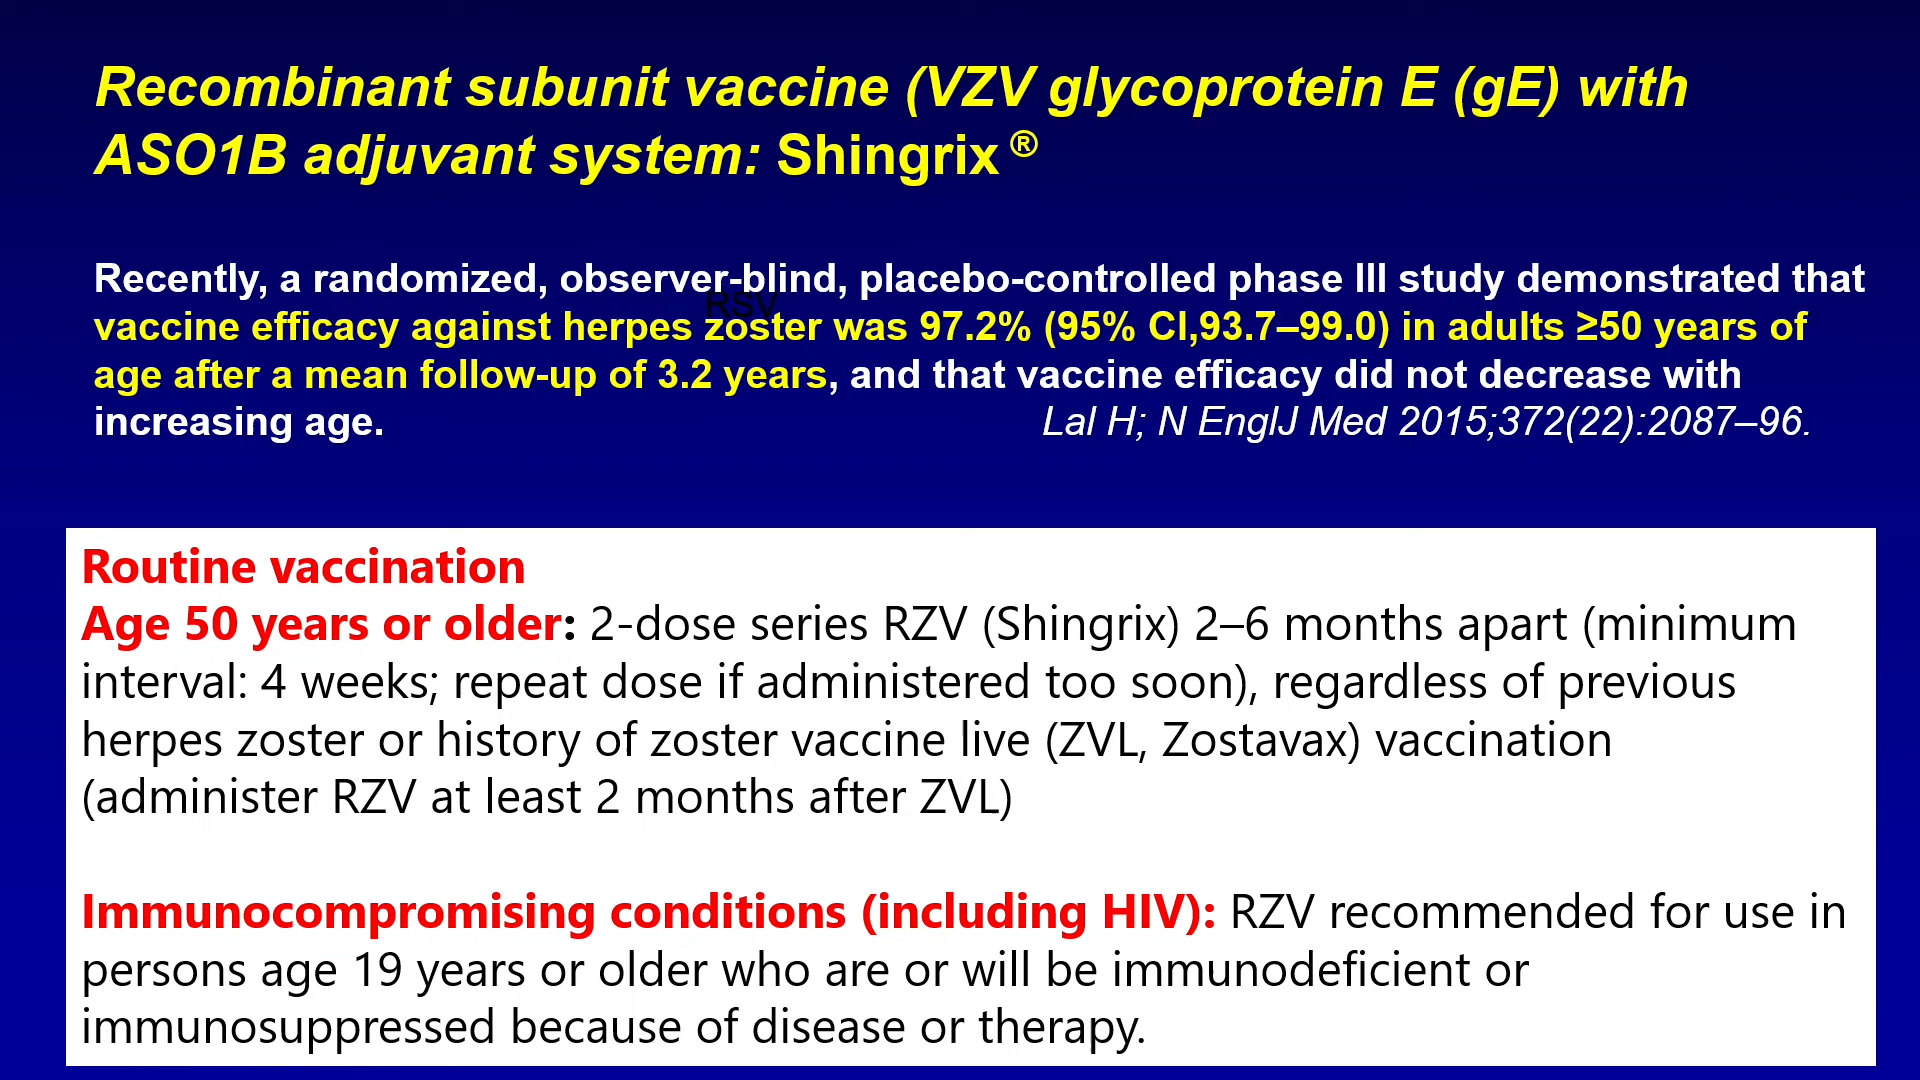 Recombinant subunit vaccine (VZV glycoprotein E (gE) with
ASO1B adjuvant system: Shingrix ®
Recently, a randomized, observer-blind, placebo-controlled phase III study demonstrated that
RSV
vaccine efficacy against herpes zoster was 97.2% (95% CI,93.7–99.0) in adults ≥50 years of
age after a mean follow-up of 3.2 years, and that vaccine efficacy did not decrease with
increasing age. Lal H; N EnglJ Med 2015;372(22):2087–96.
Routine vaccination
Age 50 years or older: 2-dose series RZV (Shingrix) 2–6 months apart (minimum
interval: 4 weeks; repeat dose if administered too soon), regardless of previous
herpes zoster or history of zoster vaccine live (ZVL, Zostavax) vaccination
(administer RZV at least 2 months after ZVL)
Immunocompromising conditions (including HIV): RZV recommended for use in
persons age 19 years or older who are or will be immunodeficient or
immunosuppressed because of disease or therapy.